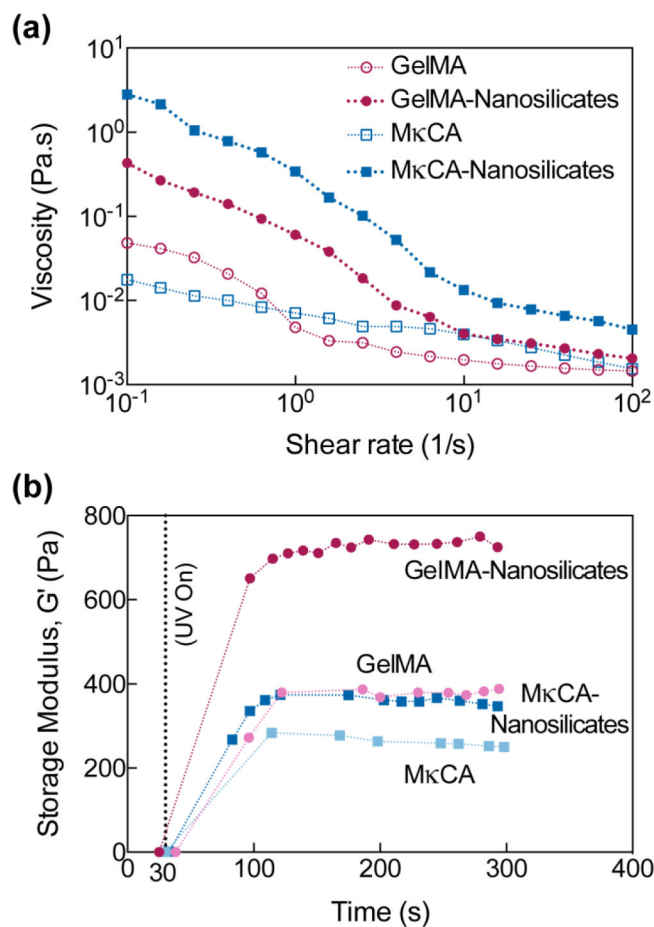 (a)
Viscosity (Pa.s)
10¹
10⁰
10⁻¹
10⁻²
10⁻³
GelMA
GelMA-Nanosilicates
MκCA
MκCA-Nanosilicates
10⁻¹ 10⁰ 10¹ 10²
Shear rate (1/s)
(b)
Storage Modulus, G' (Pa)
800
600
400
200
0
(UV On)
GelMA-Nanosilicates
GelMA
MκCA-
Nanosilicates
MκCA
0 30 100 200 300 400
Time (s)